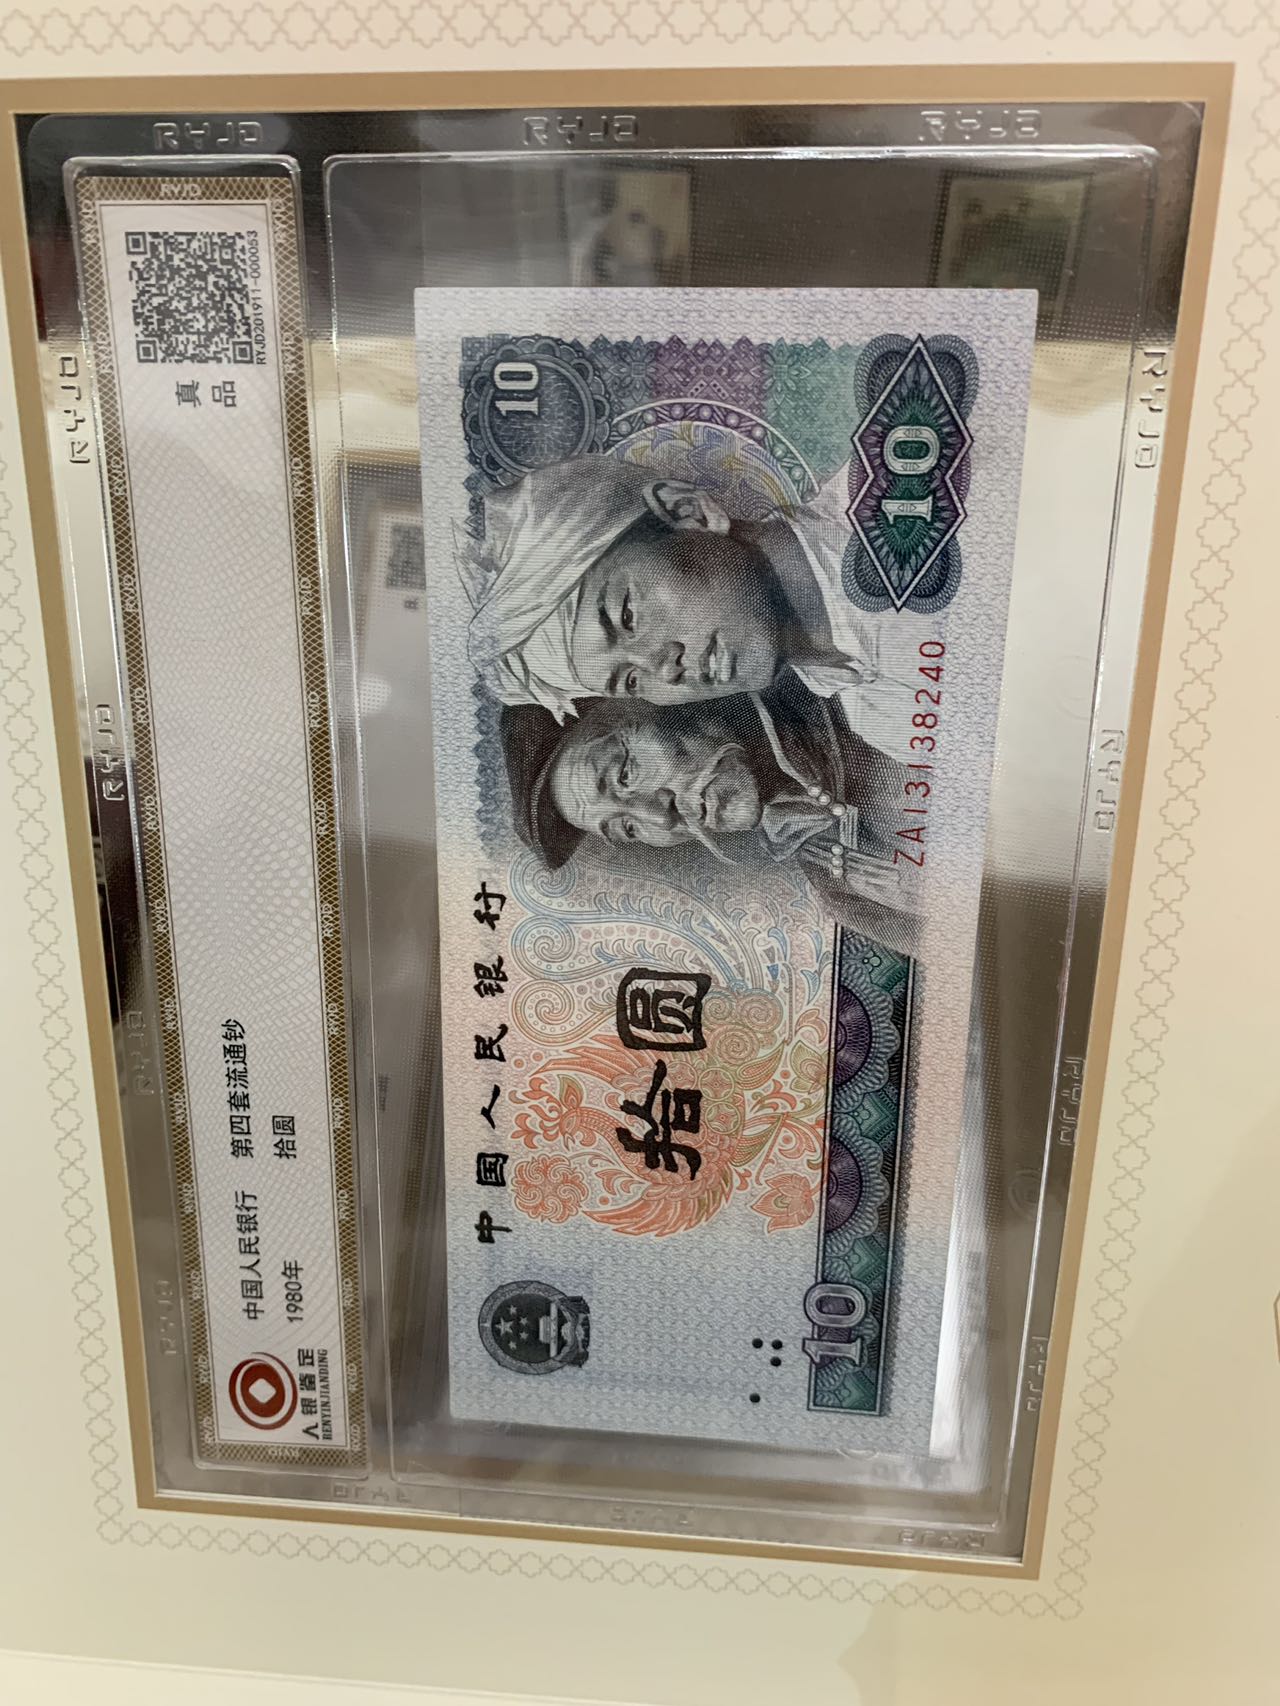 人银鉴定
RENYINJIANDING
中国人民银行 第四套流通钞
1980年 拾圆
真品
RYJD201911-000053
RYJD
中国人民银行
拾圆
10
10
10
ZA13138240